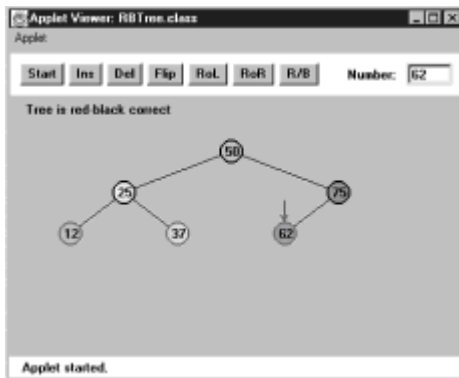 Applet Viewer: RBTree.class
Applet
Start Ins Del Flip RoL RoR R/B Number: 62
Tree is red-black correct
50
25 75
12 37 62
Applet started.